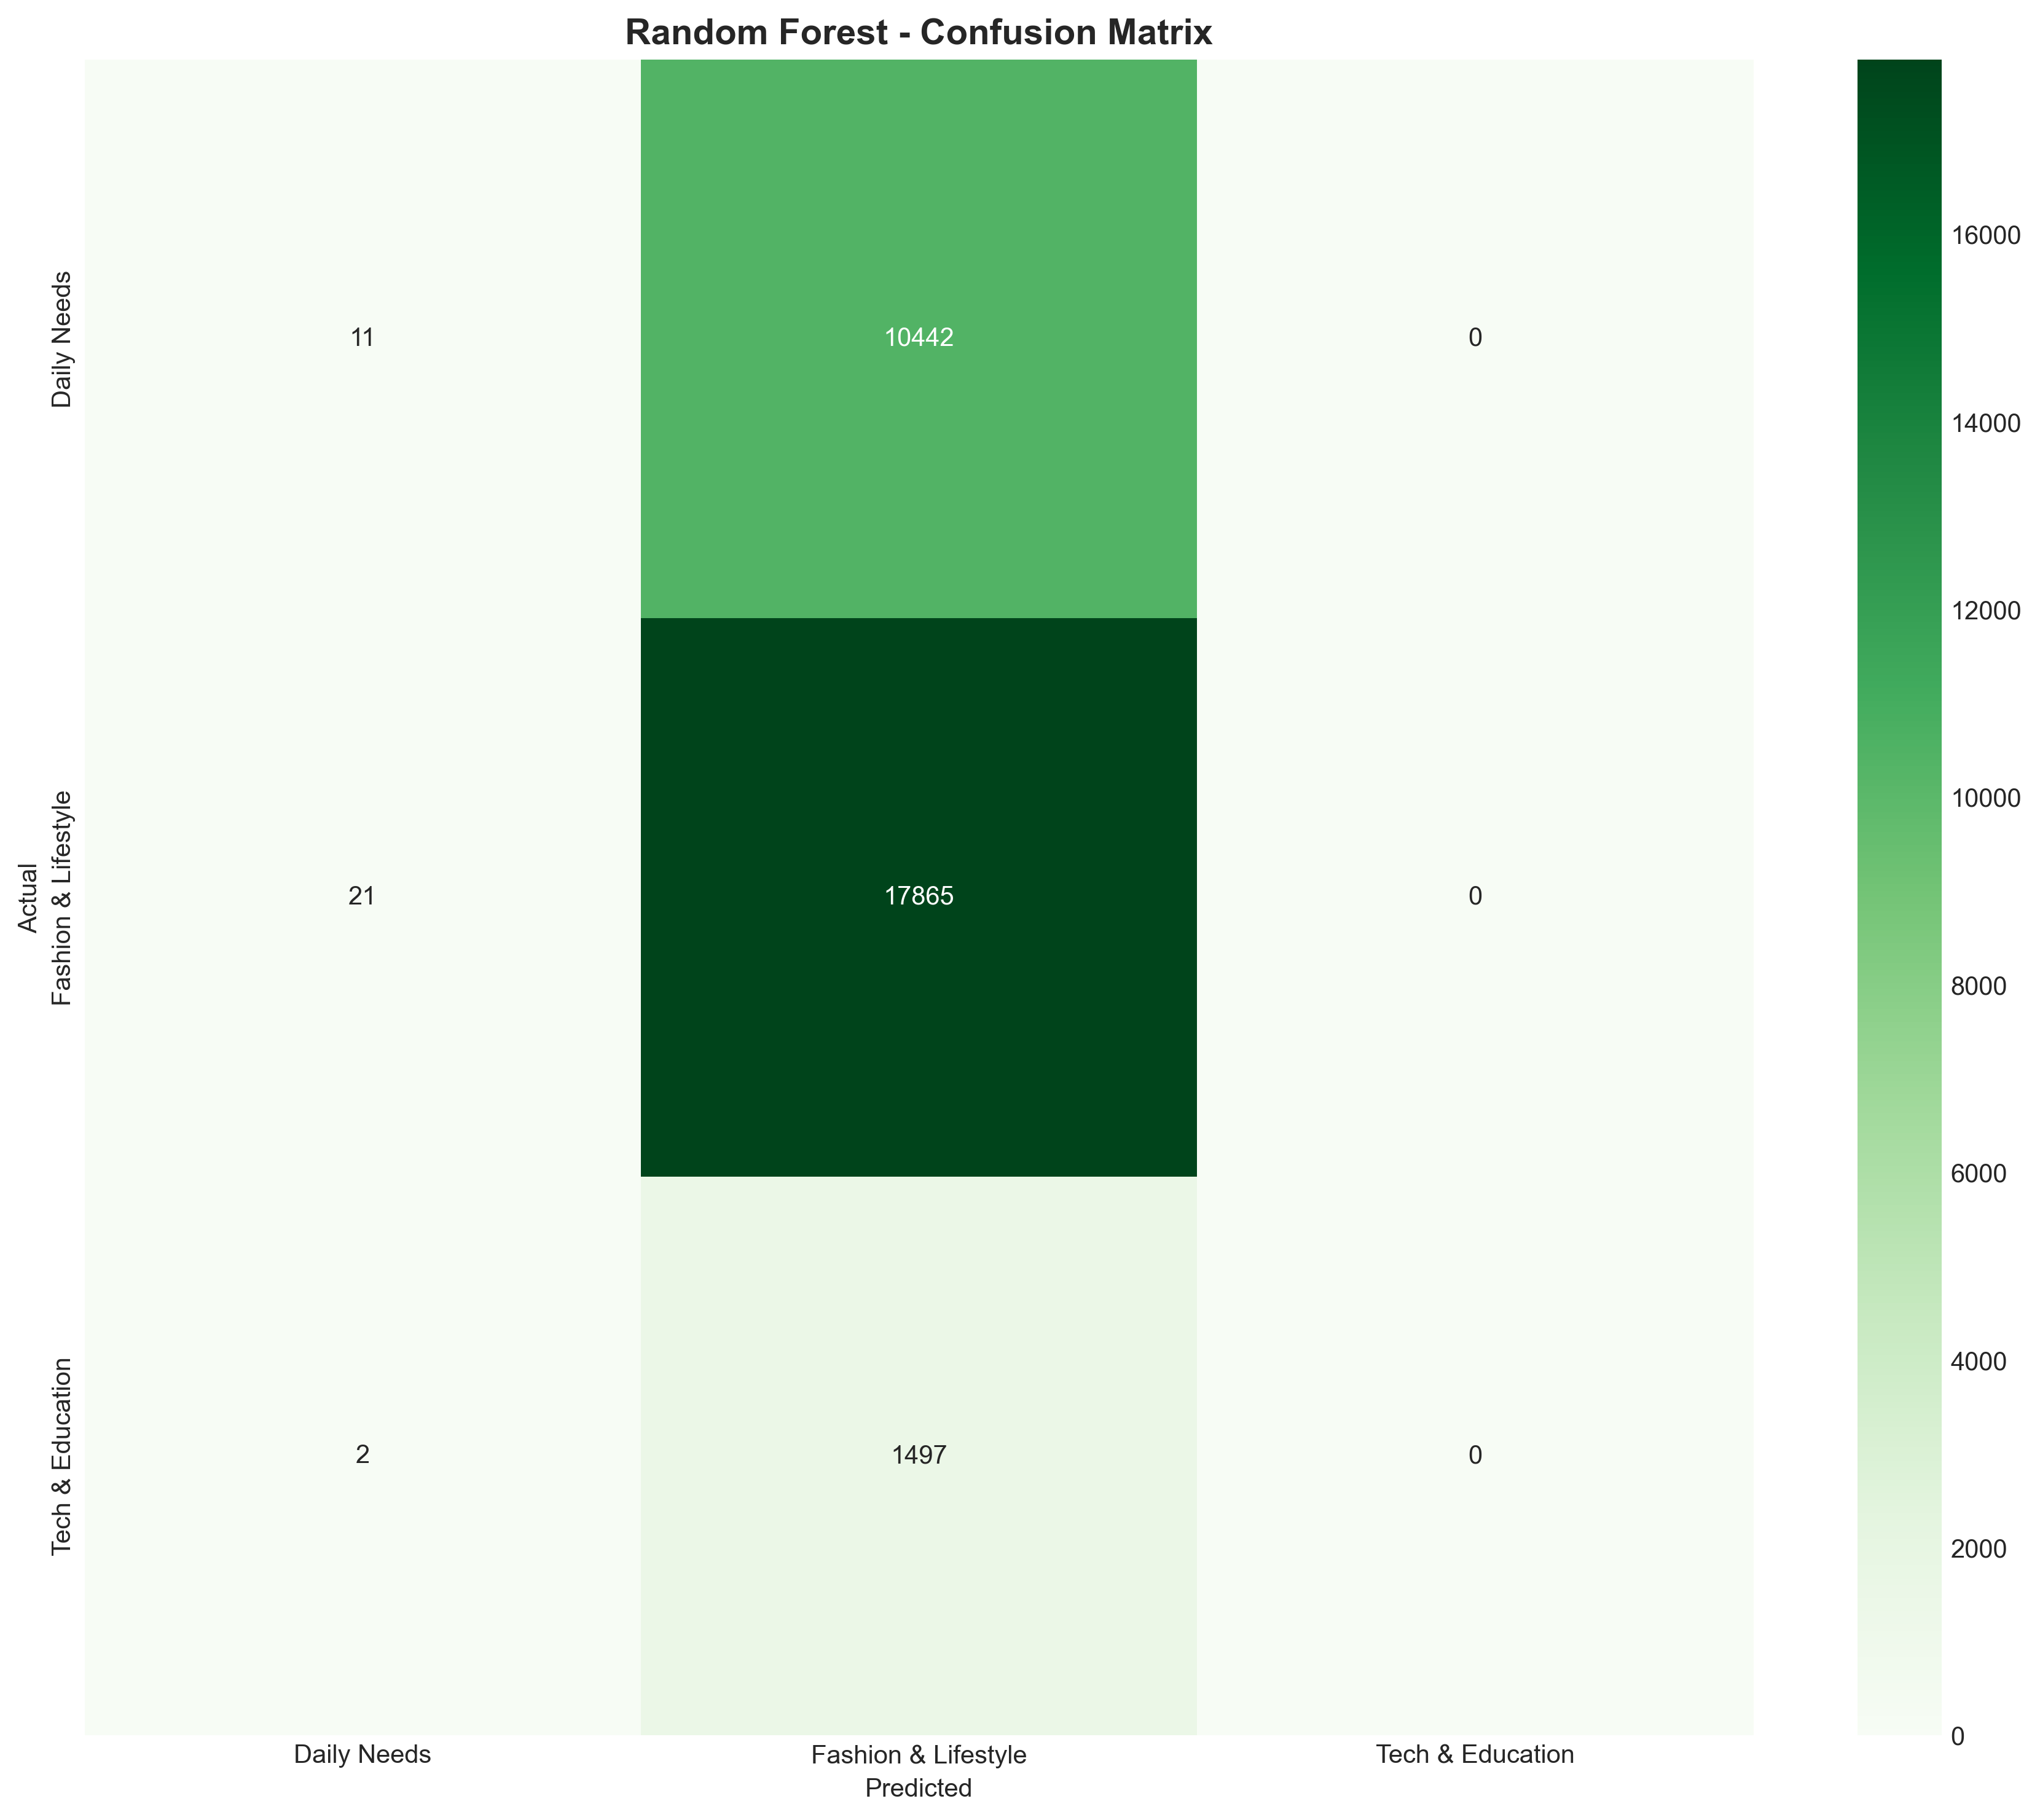 Random Forest - Confusion Matrix
Actual
Daily Needs
11
10442
0
Fashion & Lifestyle
21
17865
0
Tech & Education
2
1497
0
Daily Needs
Fashion & Lifestyle
Tech & Education
Predicted
16000
14000
12000
10000
8000
6000
4000
2000
0